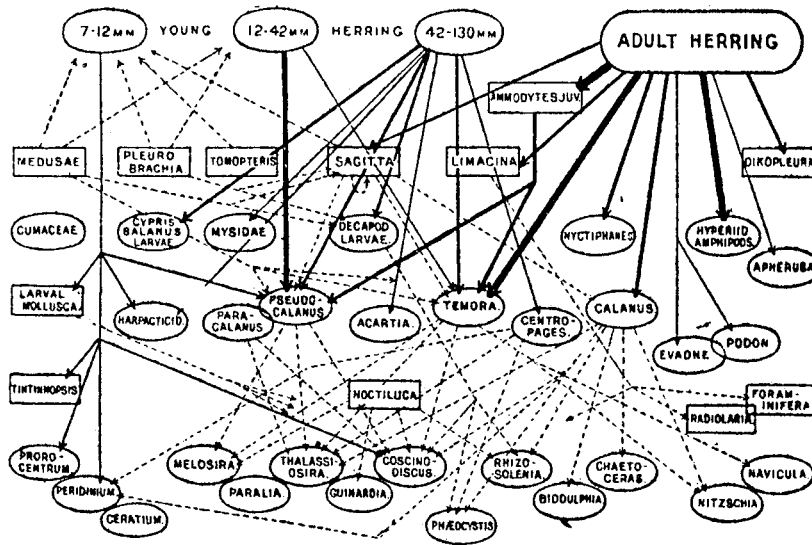 7-12MM YOUNG 12-42MM HERRING 42-130MM
ADULT HERRING
AMMODYTES JUV.
MEDUSAE
PLEURO
BRACHIA
TOMOPTERIS
SAGITTA
LIMACINA
OIKOPLEURA
CUMACEAE.
CYPRIS
BALANUS
LARVAE.
MYSIDAE
DECAPOD
LARVAE.
NYCTIPHANES
HYPERIID
AMPHIPODS.
APHERUSA
LARVAL
MOLLUSCA.
HARPACTICID.
PARA-
CALANUS
PSEUDO-
CALANUS
ACARTIA.
TEMORA.
CENTRO-
PAGES.
CALANUS
EVADNE.
PODON
TINTINNOPSIS
NOCTILUCA.
RADIOLARIA.
FORAM-
INIFERA
PRORO
CENTRUM.
PERIDINIUM.
CERATIUM.
MELOSIRA.
PARALIA
THALASS-
IOSIRA.
GUINARDIA.
COSCINO-
DISCUS.
PHÆOCYSTIS
RHIZO-
SOLENIA.
BIDDULPHIA
CHAETO-
CERAS.
NITZSCHIA
NAVICULA.